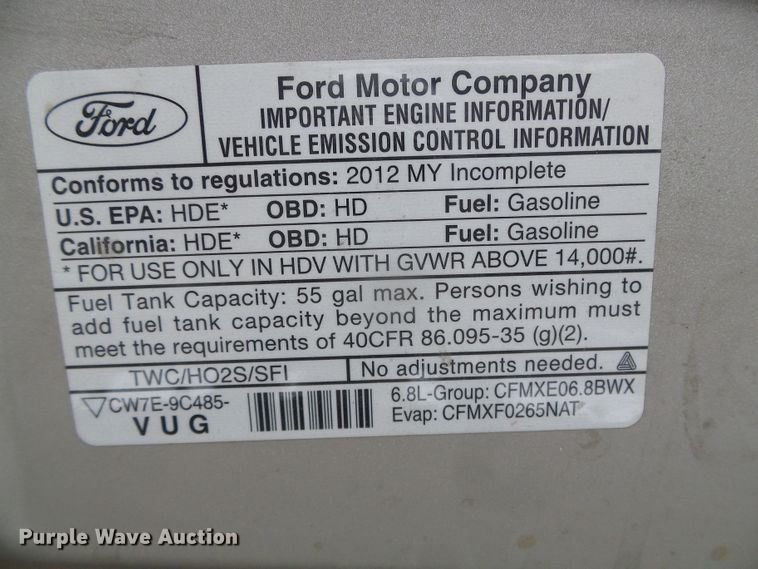 Ford
Ford Motor Company
IMPORTANT ENGINE INFORMATION/
VEHICLE EMISSION CONTROL INFORMATION
Conforms to regulations: 2012 MY Incomplete
U.S. EPA: HDE* OBD: HD Fuel: Gasoline
California: HDE* OBD: HD Fuel: Gasoline
* FOR USE ONLY IN HDV WITH GVWR ABOVE 14,000#.
Fuel Tank Capacity: 55 gal max. Persons wishing to
add fuel tank capacity beyond the maximum must
meet the requirements of 40CFR 86.095-35 (g)(2).
TWC/HO2S/SFI No adjustments needed.
CW7E-9C485- 6.8L-Group: CFMXE06.8BWX
VUG Evap: CFMXF0265NAT
Purple Wave Auction